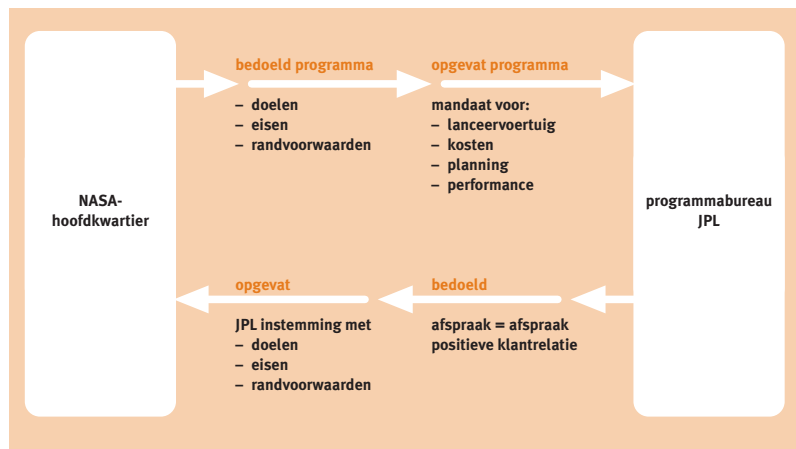 bedoeld programma
– doelen
– eisen
– randvoorwaarden
opgevat programma
mandaat voor:
– lanceervoertuig
– kosten
– planning
– performance
NASA-
hoofdkwartier
programmabureau
JPL
opgevat
JPL instemming met
– doelen
– eisen
– randvoorwaarden
bedoeld
afspraak = afspraak
positieve klantrelatie